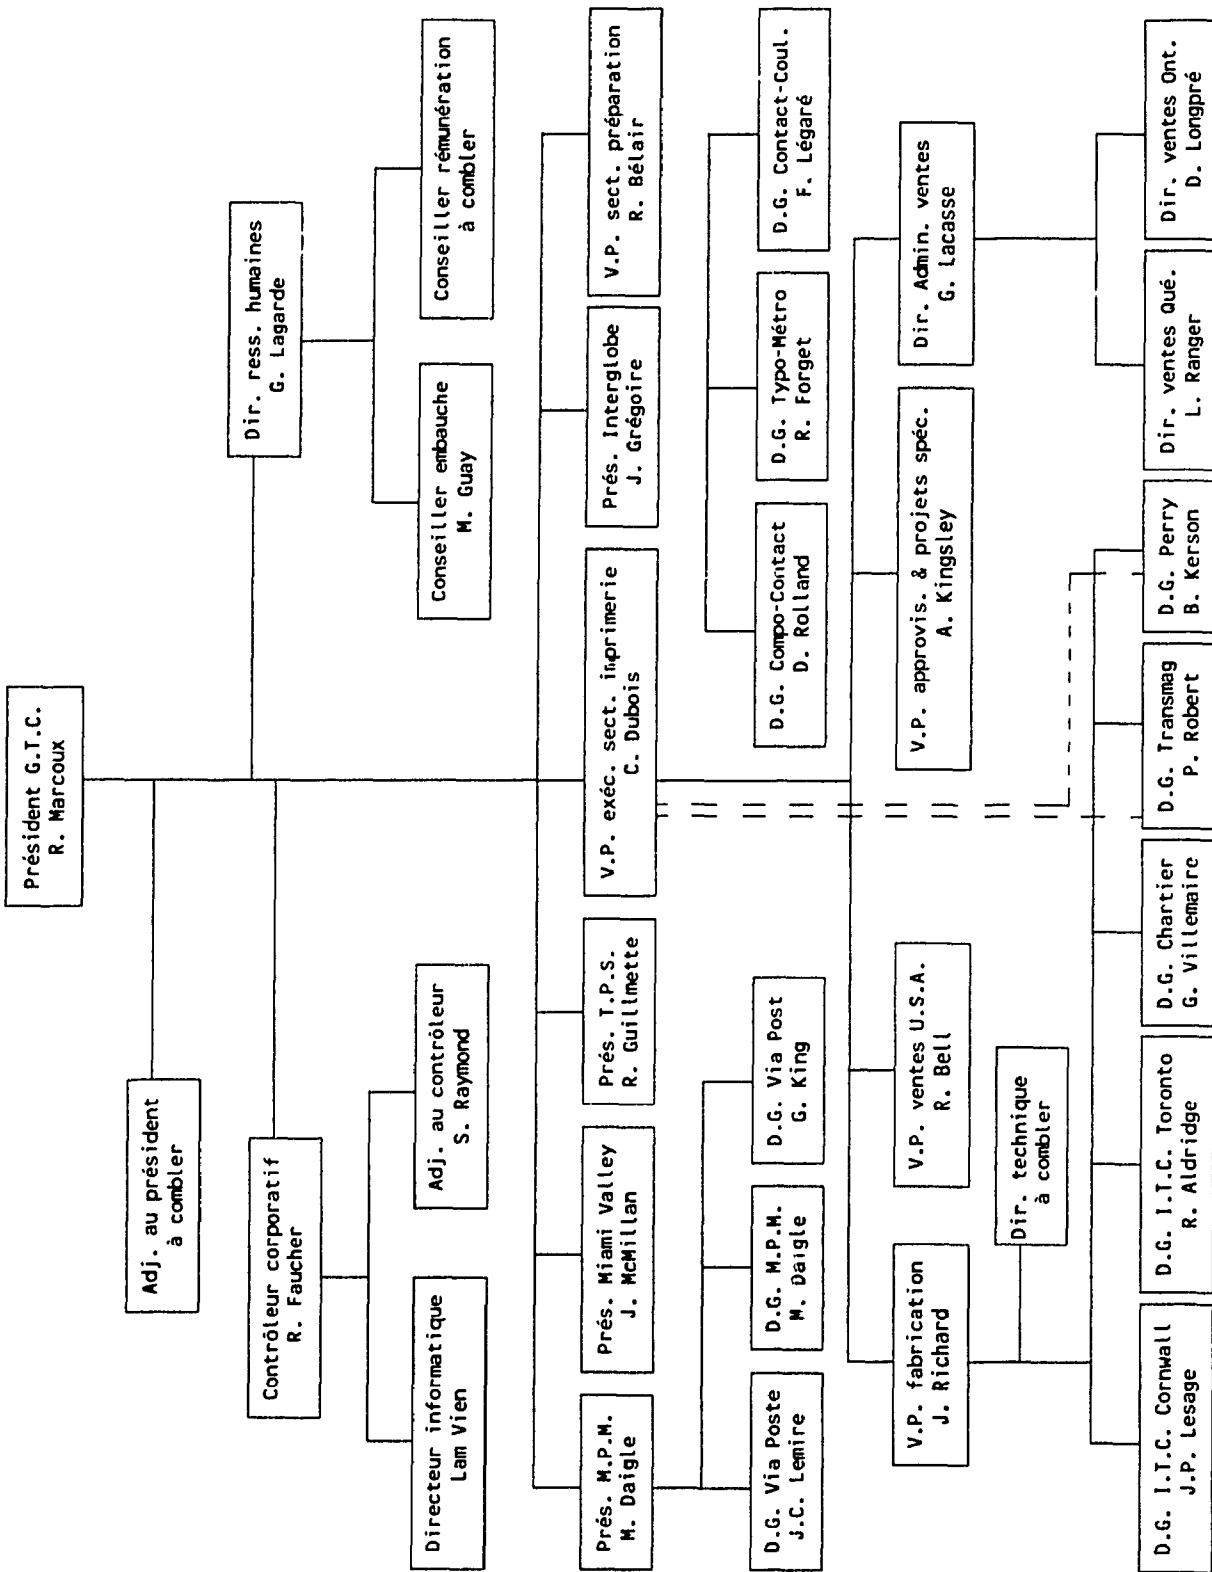 Président G.T.C.
R. Marcoux
Adj. au président
à combler
Dir. ress. humaines
G. Lagarde
Contrôleur corporatif
R. Faucher
Directeur informatique
Lam Vien
Adj. au contrôleur
S. Raymond
Conseiller embauche
M. Guay
Conseiller rémunération
à combler
Prés. M.P.M.
M. Daigle
Prés. Miami Valley
J. McMillan
Prés. T.P.S.
R. Guilmette
V.P. exéc. sect. imprimerie
C. Dubois
Prés. Interglobe
J. Grégoire
V.P. sect. préparation
R. Bélair
D.G. Via Poste
J.C. Lemire
D.G. M.P.M.
M. Daigle
D.G. Via Post
G. King
D.G. Compo-Contact
D. Rolland
D.G. Typo-Métro
R. Forget
D.G. Contact-Coul.
F. Légaré
V.P. fabrication
J. Richard
V.P. ventes U.S.A.
R. Bell
V.P. approvis. & projets spéc.
A. Kingsley
Dir. Admin. ventes
G. Lacasse
Dir. technique
à combler
D.G. I.T.C. Cornwall
J.P. Lesage
D.G. I.T.C. Toronto
R. Aldridge
D.G. Chartier
G. Villemaire
D.G. Transmag
P. Robert
D.G. Perry
B. Kerson
Dir. ventes Qué.
L. Ranger
Dir. ventes Ont.
D. Longpré